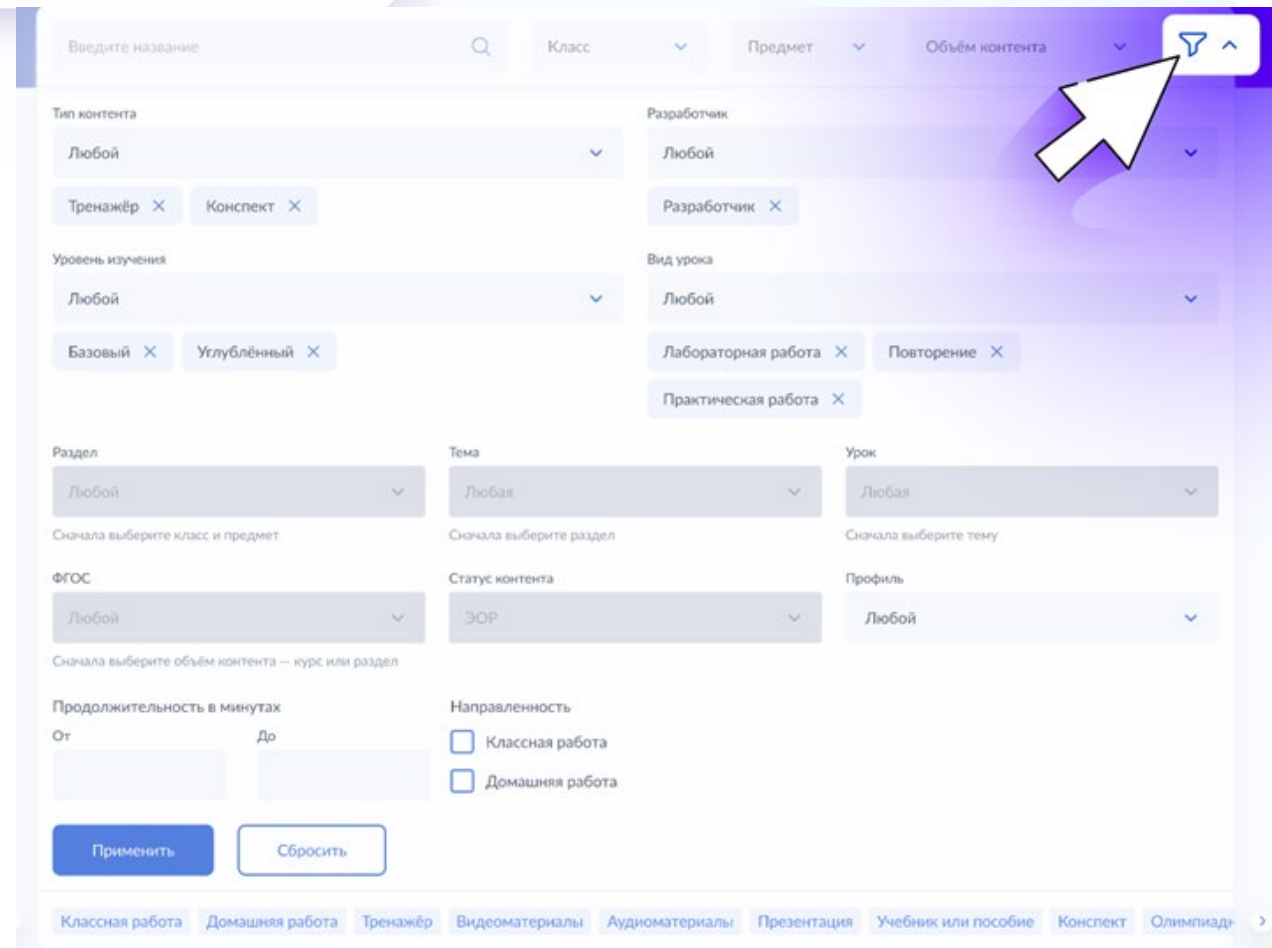 Введите название Класс Предмет Объём контента
Тип контента Разработчик
Любой Любой
Тренажёр Конспект Разработчик
Уровень изучения Вид урока
Любой Любой
Базовый Углублённый Лабораторная работа Повторение
Практическая работа
Раздел Тема Урок
Любой Любая Любая
Сначала выберите класс и предмет Сначала выберите раздел Сначала выберите тему
ФГОС Статус контента Профиль
Любой ЭОР Любой
Сначала выберите объём контента — курс или раздел
Продолжительность в минутах Направленность
От До Классная работа
Домашняя работа
Применить Сбросить
Классная работа Домашняя работа Тренажёр Видеоматериалы Аудиоматериалы Презентация Учебник или пособие Конспект